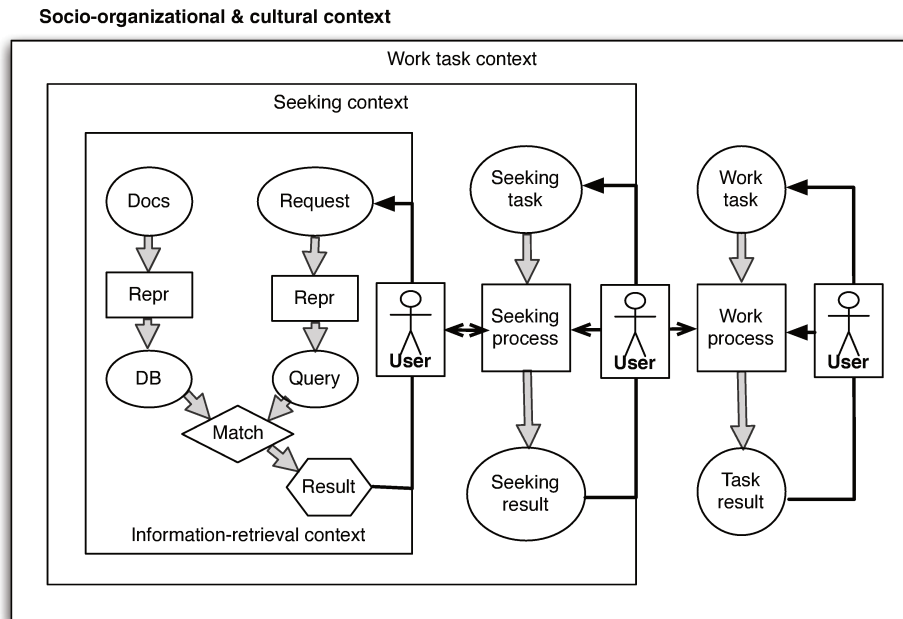 Socio-organizational & cultural context
Work task context
Seeking context
Docs
Request
Seeking
task
Work
task
Repr
Repr
User
Seeking
process
User
Work
process
User
DB
Query
Match
Result
Seeking
result
Task
result
Information-retrieval context